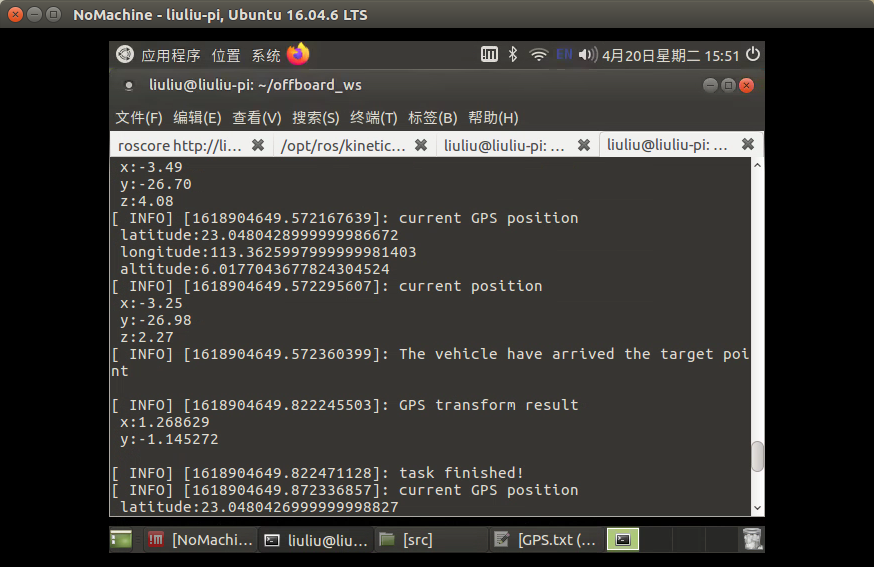 NoMachine - liuliu-pi, Ubuntu 16.04.6 LTS
应用程序 位置 系统 EN 4月20日星期二 15:51
liuliu@liuliu-pi: ~/offboard_ws
文件(F) 编辑(E) 查看(V) 搜索(S) 终端(T) 标签(B) 帮助(H)
roscore http://li... /opt/ros/kinetic... liuliu@liuliu-pi: ... liuliu@liuliu-pi: ...
x:-3.49
y:-26.70
z:4.08
[ INFO] [1618904649.572167639]: current GPS position
latitude:23.0480428999999986672
longitude:113.3625997999999981403
altitude:6.0177043677824304524
[ INFO] [1618904649.572295607]: current position
x:-3.25
y:-26.98
z:2.27
[ INFO] [1618904649.572360399]: The vehicle have arrived the target poi
nt
[ INFO] [1618904649.822245503]: GPS transform result
x:1.268629
y:-1.145272
[ INFO] [1618904649.822471128]: task finished!
[ INFO] [1618904649.872336857]: current GPS position
latitude:23.0480426999999998827
[NoMachi... liuliu@liu... [src] [GPS.txt (...